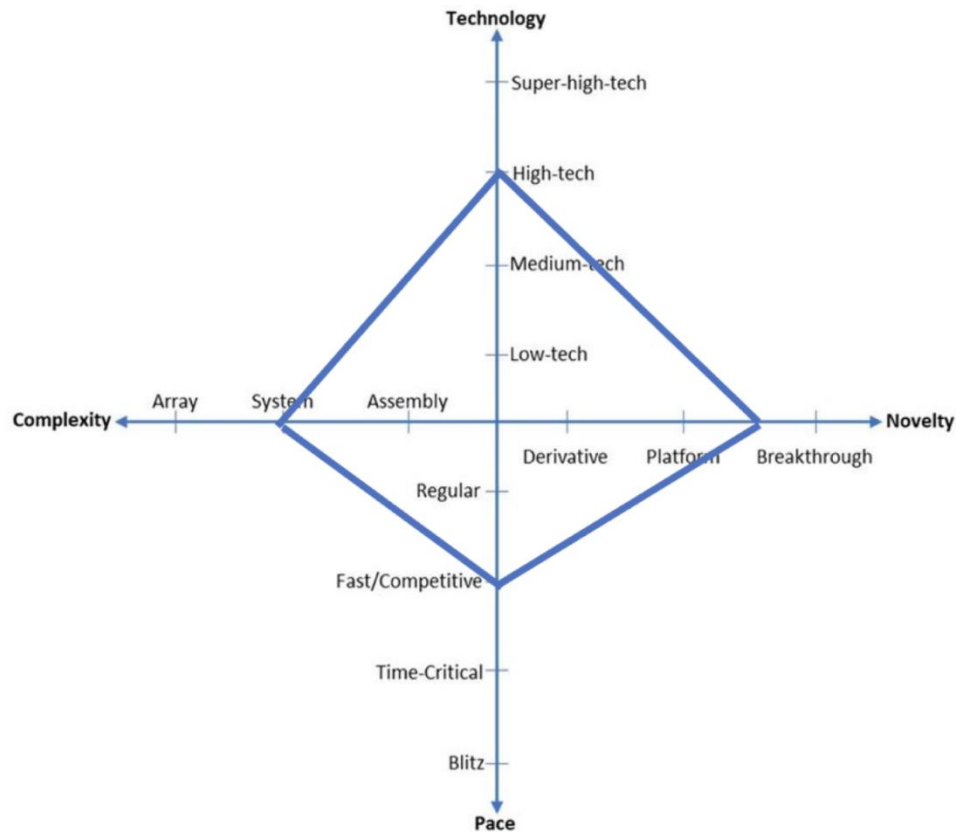 Technology
Super-high-tech
High-tech
Medium-tech
Low-tech
Array
System
Assembly
Complexity
Novelty
Derivative
Platform
Breakthrough
Regular
Fast/Competitive
Time-Critical
Blitz
Pace